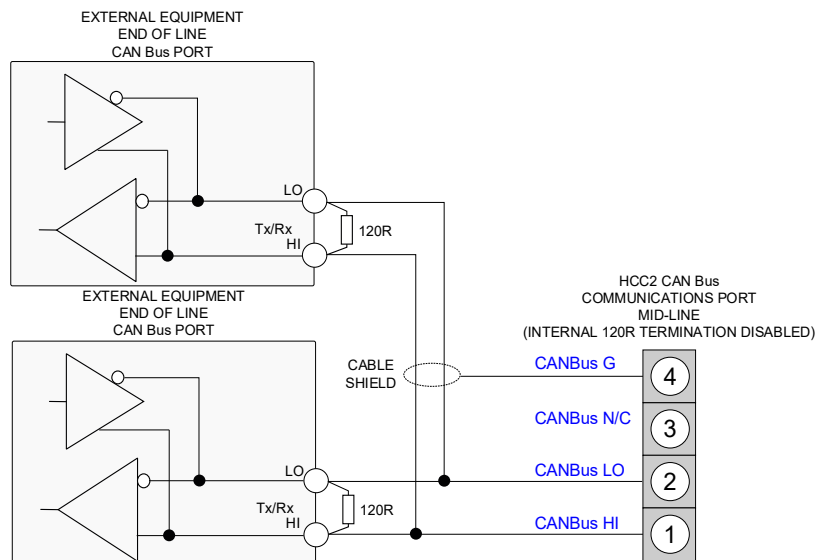 EXTERNAL EQUIPMENT
END OF LINE
CAN Bus PORT
LO
Tx/Rx
HI
120R
EXTERNAL EQUIPMENT
END OF LINE
CAN Bus PORT
LO
Tx/Rx
HI
120R
CABLE
SHIELD
HCC2 CAN Bus
COMMUNICATIONS PORT
MID-LINE
(INTERNAL 120R TERMINATION DISABLED)
CANBus G
4
CANBus N/C
3
CANBus LO
2
CANBus HI
1